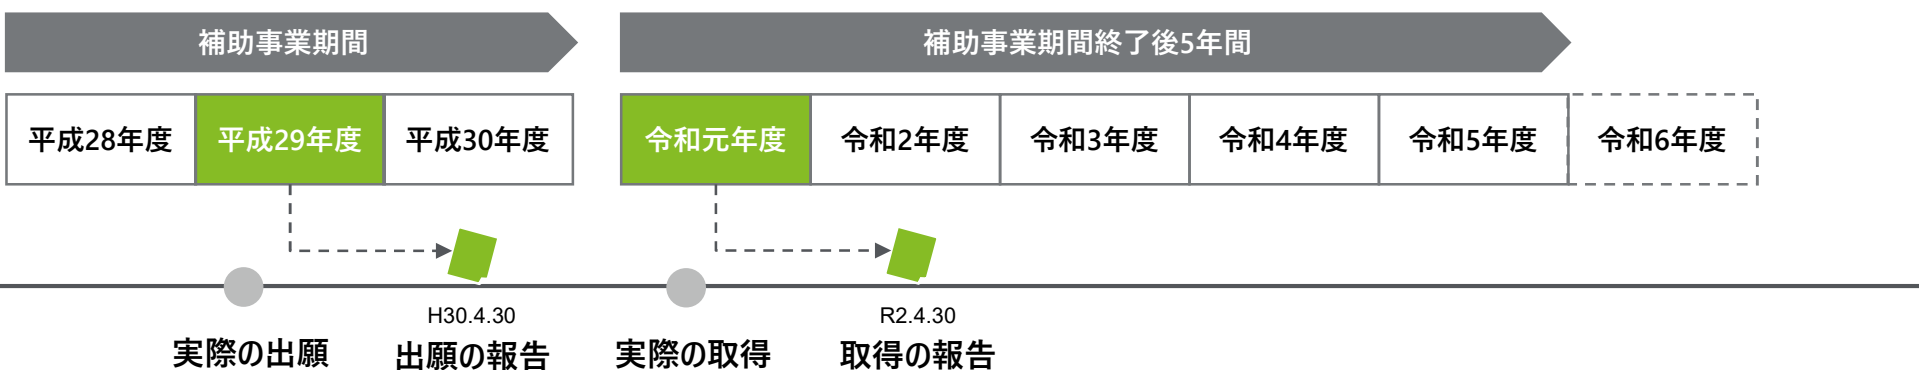 補助事業期間
補助事業期間終了後5年間
平成28年度
平成29年度
平成30年度
令和元年度
令和2年度
令和3年度
令和4年度
令和5年度
令和6年度
H30.4.30
R2.4.30
実際の出願
出願の報告
実際の取得
取得の報告